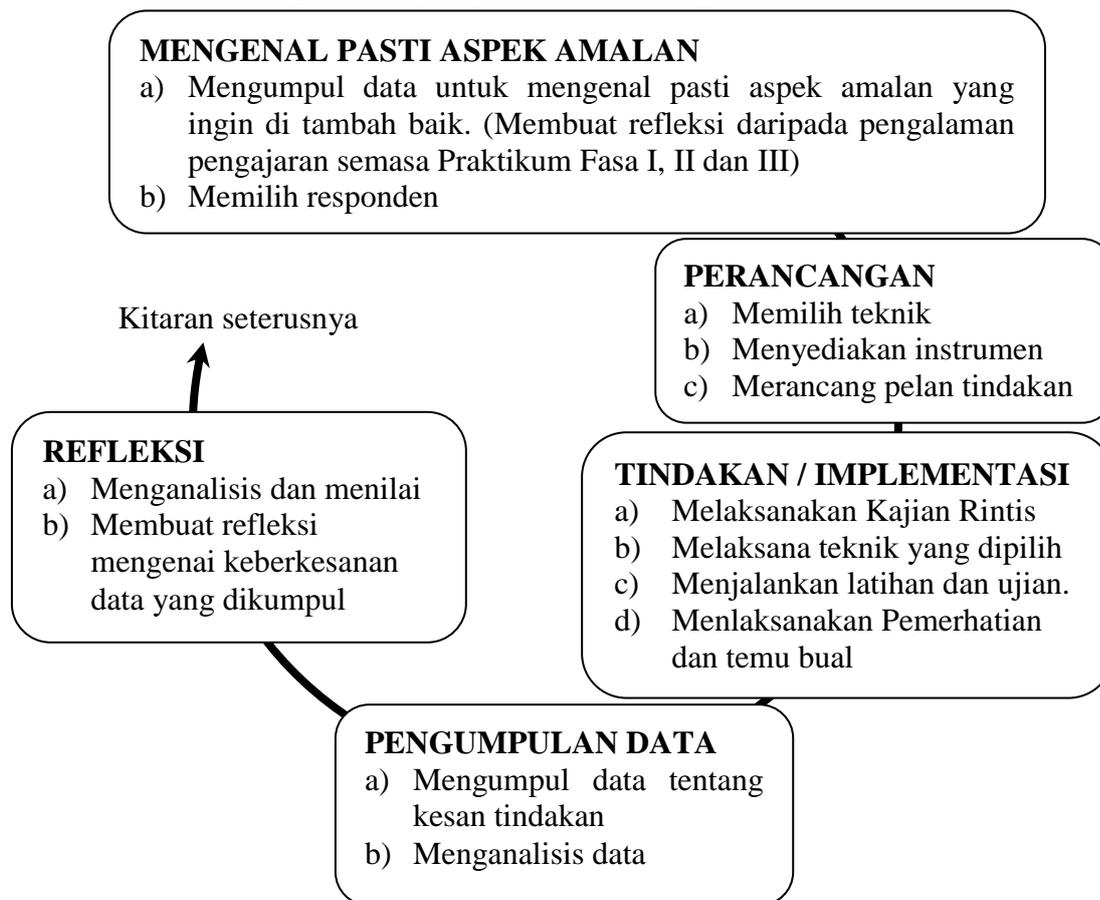 MENGENAL PASTI ASPEK AMALAN
a) Mengumpul data untuk mengenal pasti aspek amalan yang
ingin di tambah baik. (Membuat refleksi daripada pengalaman
pengajaran semasa Praktikum Fasa I, II dan III)
b) Memilih responden
PERANCANGAN
a) Memilih teknik
b) Menyediakan instrumen
c) Merancang pelan tindakan
TINDAKAN / IMPLEMENTASI
a) Melaksanakan Kajian Rintis
b) Melaksana teknik yang dipilih
c) Menjalankan latihan dan ujian.
d) Menlaksanakan Pemerhatian
dan temu bual
PENGUMPULAN DATA
a) Mengumpul data tentang
kesan tindakan
b) Menganalisis data
REFLEKSI
a) Menganalisis dan menilai
b) Membuat refleksi
mengenai keberkesanan
data yang dikumpul
Kitaran seterusnya